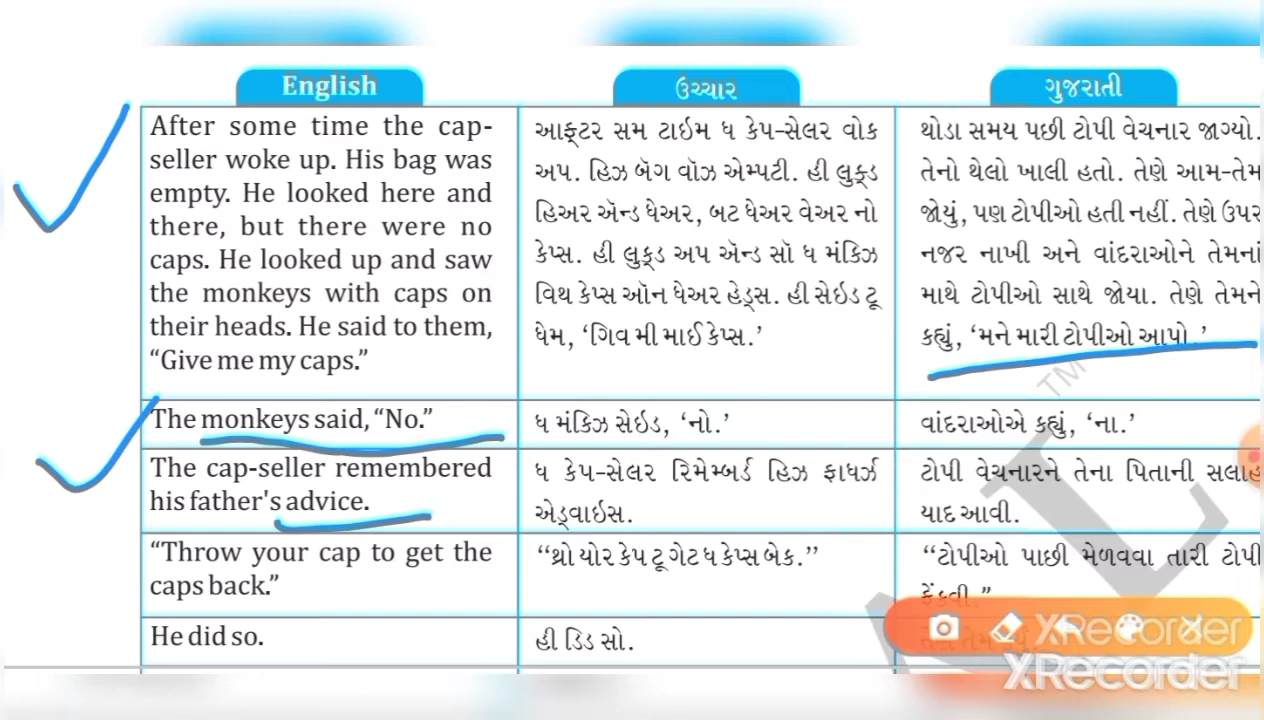 English
ઉચ્ચાર
ગુજરાતી
After some time the cap-
seller woke up. His bag was
empty. He looked here and
there, but there were no
caps. He looked up and saw
the monkeys with caps on
their heads. He said to them,
“Give me my caps.”
આફ્ટર સમ ટાઇમ ધ કેપ-સેલર વોક
અપ. હિઝ બૅગ વૉઝ એમ્પટી. હી લુક્ડ
હિઅર ઍન્ડ ધેઅર, બટ ધેઅર વેઅર નો
કેપ્સ. હી લુક્ડ અપ ઍન્ડ સૉ ધ મંકિઝ
વિથ કેપ્સ ઑન ધેઅર હેડ્સ. હી સેઇડ ટૂ
ધેમ, ‘ગિવ મી માઈ કેપ્સ.’
થોડા સમય પછી ટોપી વેચનાર જાગ્યો.
તેનો થેલો ખાલી હતો. તેણે આમ-તેમ
જોયું, પણ ટોપીઓ હતી નહીં. તેણે ઉપર
નજર નાખી અને વાંદરાઓને તેમનાં
માથે ટોપીઓ સાથે જોયા. તેણે તેમને
કહ્યું, ‘મને મારી ટોપીઓ આપો.’
The monkeys said, “No.”
ધ મંકિઝ સેઇડ, ‘નો.’
વાંદરાઓએ કહ્યું, ‘ના.’
The cap-seller remembered
his father's advice.
ધ કેપ-સેલર રિમેમ્બર્ડ હિઝ ફાધર્ઝ
એડ્વાઇસ.
ટોપી વેચનારને તેના પિતાની સલાહ
યાદ આવી.
“Throw your cap to get the
caps back.”
“થ્રો યોર કેપ ટૂ ગેટ ધ કેપ્સ બેક.”
“ટોપીઓ પાછી મેળવવા તારી ટોપી
ફેંકવી.”
He did so.
હી ડિડ સો.
TM
XRecorder
XRecorder